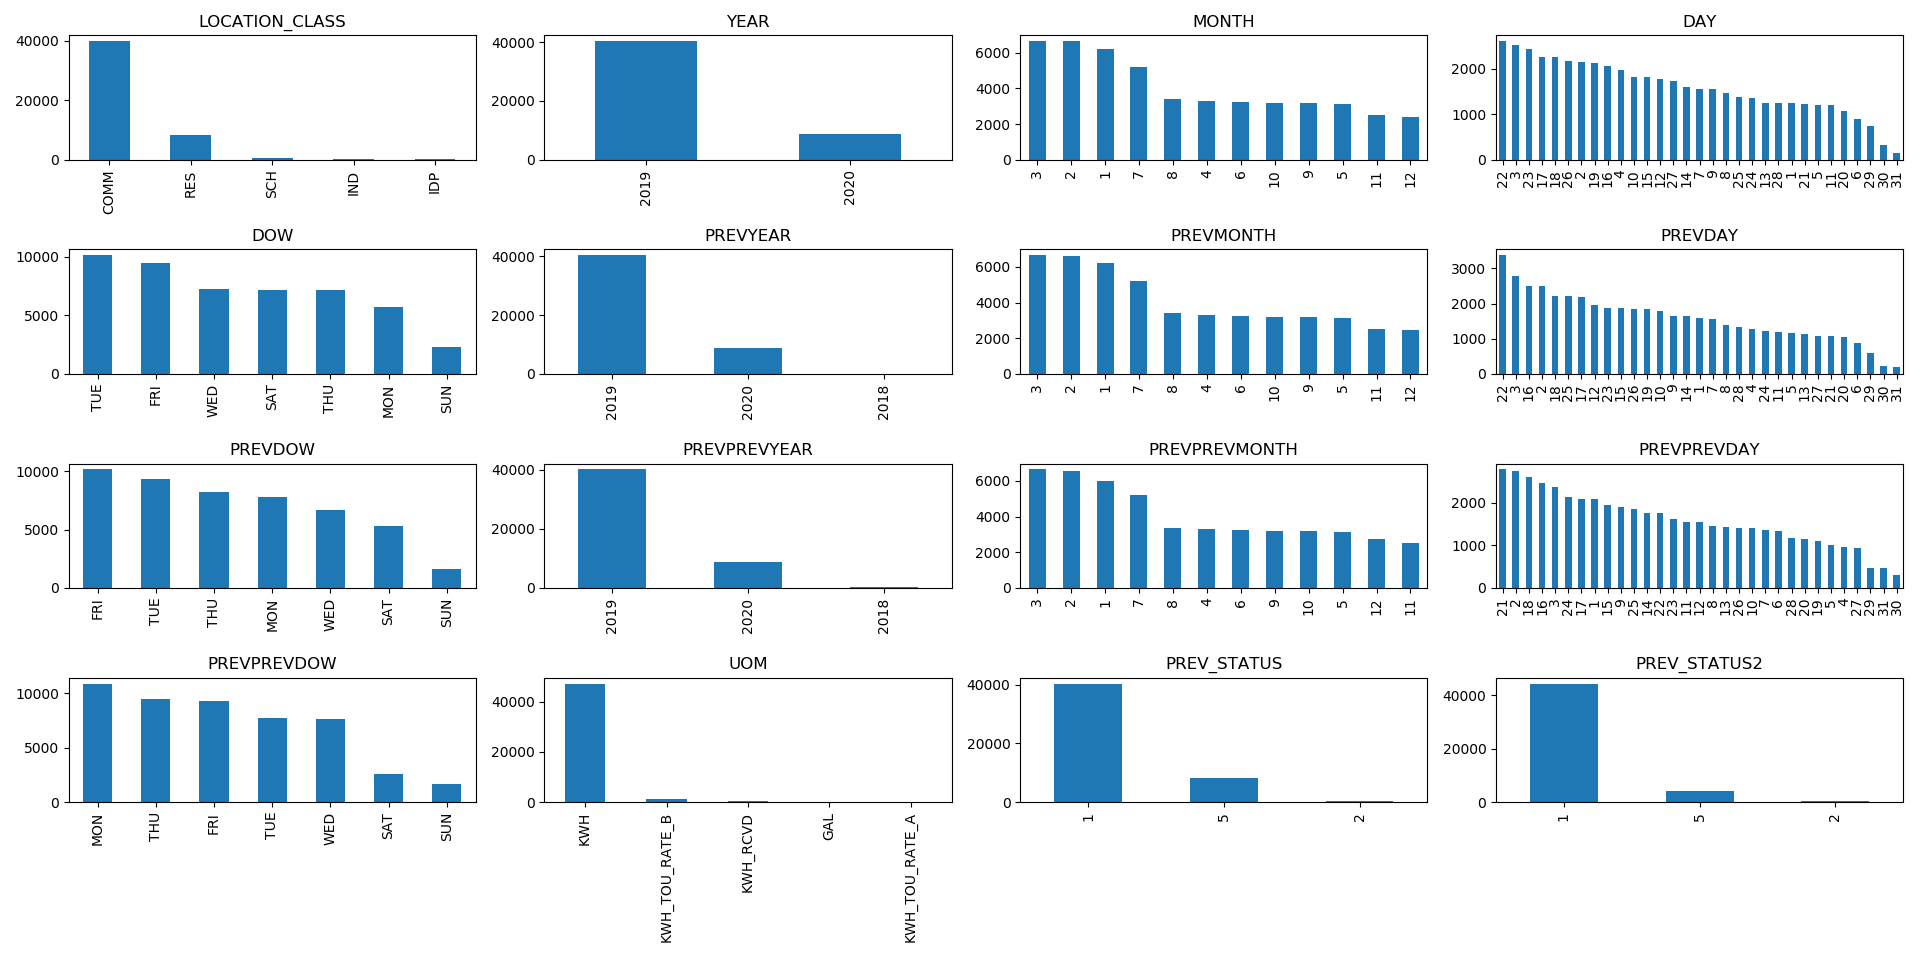 LOCATION_CLASS
40000
20000
0
COMM
RES
SCH
IND
IDP
YEAR
40000
20000
0
2019
2020
MONTH
6000
4000
2000
0
3 2 1 7 8 4 6 10 9 5 11 12
DAY
2000
1000
0
22 3 23 17 18 26 2 19 16 4 10 15 12 27 14 7 9 8 25 24 13 28 1 21 5 11 20 6 29 30 31
DOW
10000
5000
0
TUE
FRI
WED
SAT
THU
MON
SUN
PREVYEAR
40000
20000
0
2019
2020
2018
PREVMONTH
6000
4000
2000
0
3 2 1 7 8 4 6 10 9 5 11 12
PREVDAY
3000
2000
1000
0
22 3 16 2 18 25 17 12 23 15 26 19 10 9 14 1 7 8 28 4 24 11 5 13 27 21 20 6 29 30 31
PREVDOW
10000
5000
0
FRI
TUE
THU
MON
WED
SAT
SUN
PREVPREVYEAR
40000
20000
0
2019
2020
2018
PREVPREVMONTH
6000
4000
2000
0
3 2 1 7 8 4 6 9 10 5 12 11
PREVPREVDAY
2000
1000
0
21 2 18 16 3 24 17 1 15 9 25 14 22 23 11 12 8 13 26 10 7 6 28 20 19 5 4 27 29 31 30
PREVPREVDOW
10000
5000
0
MON
THU
FRI
TUE
WED
SAT
SUN
UOM
40000
20000
0
KWH
KWH_TOU_RATE_B
KWH_RCVD
GAL
KWH_TOU_RATE_A
PREV_STATUS
40000
20000
0
1
5
2
PREV_STATUS2
40000
20000
0
1
5
2